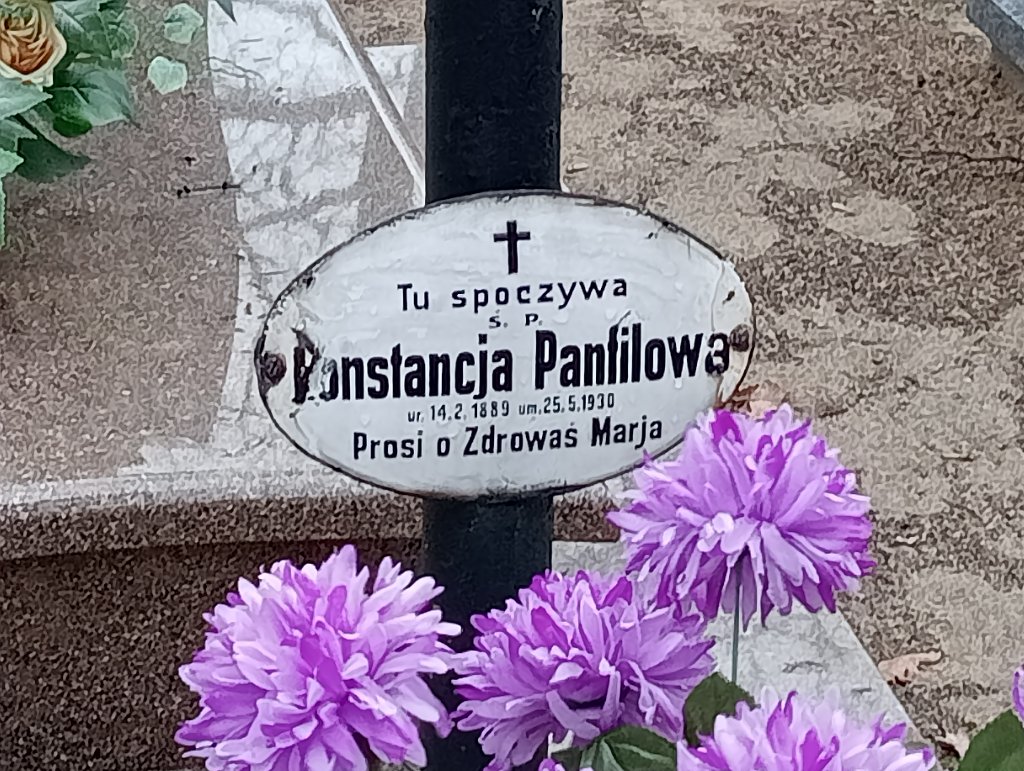 Tu spoczywa
Ś. P.
Konstancja Panfilowa
ur. 14.2.1889 um. 25.5.1930
Prosi o Zdrowaś Marja